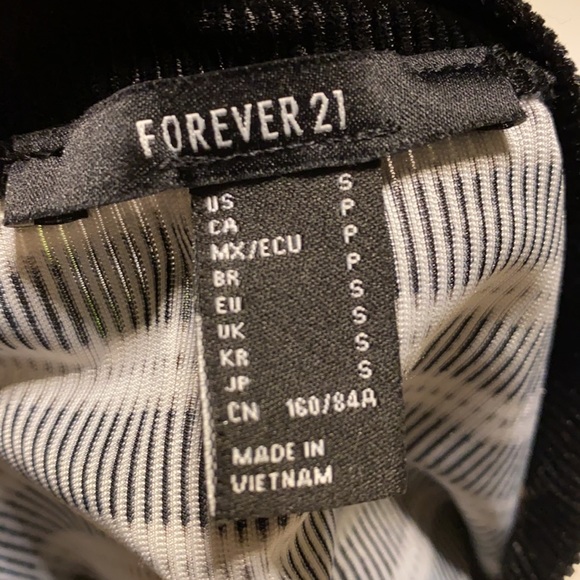 FOREVER 21
US S
CA P
MX/ECU P
BR P
EU S
UK S
KR S
JP S
CN 160/84A
MADE IN
VIETNAM